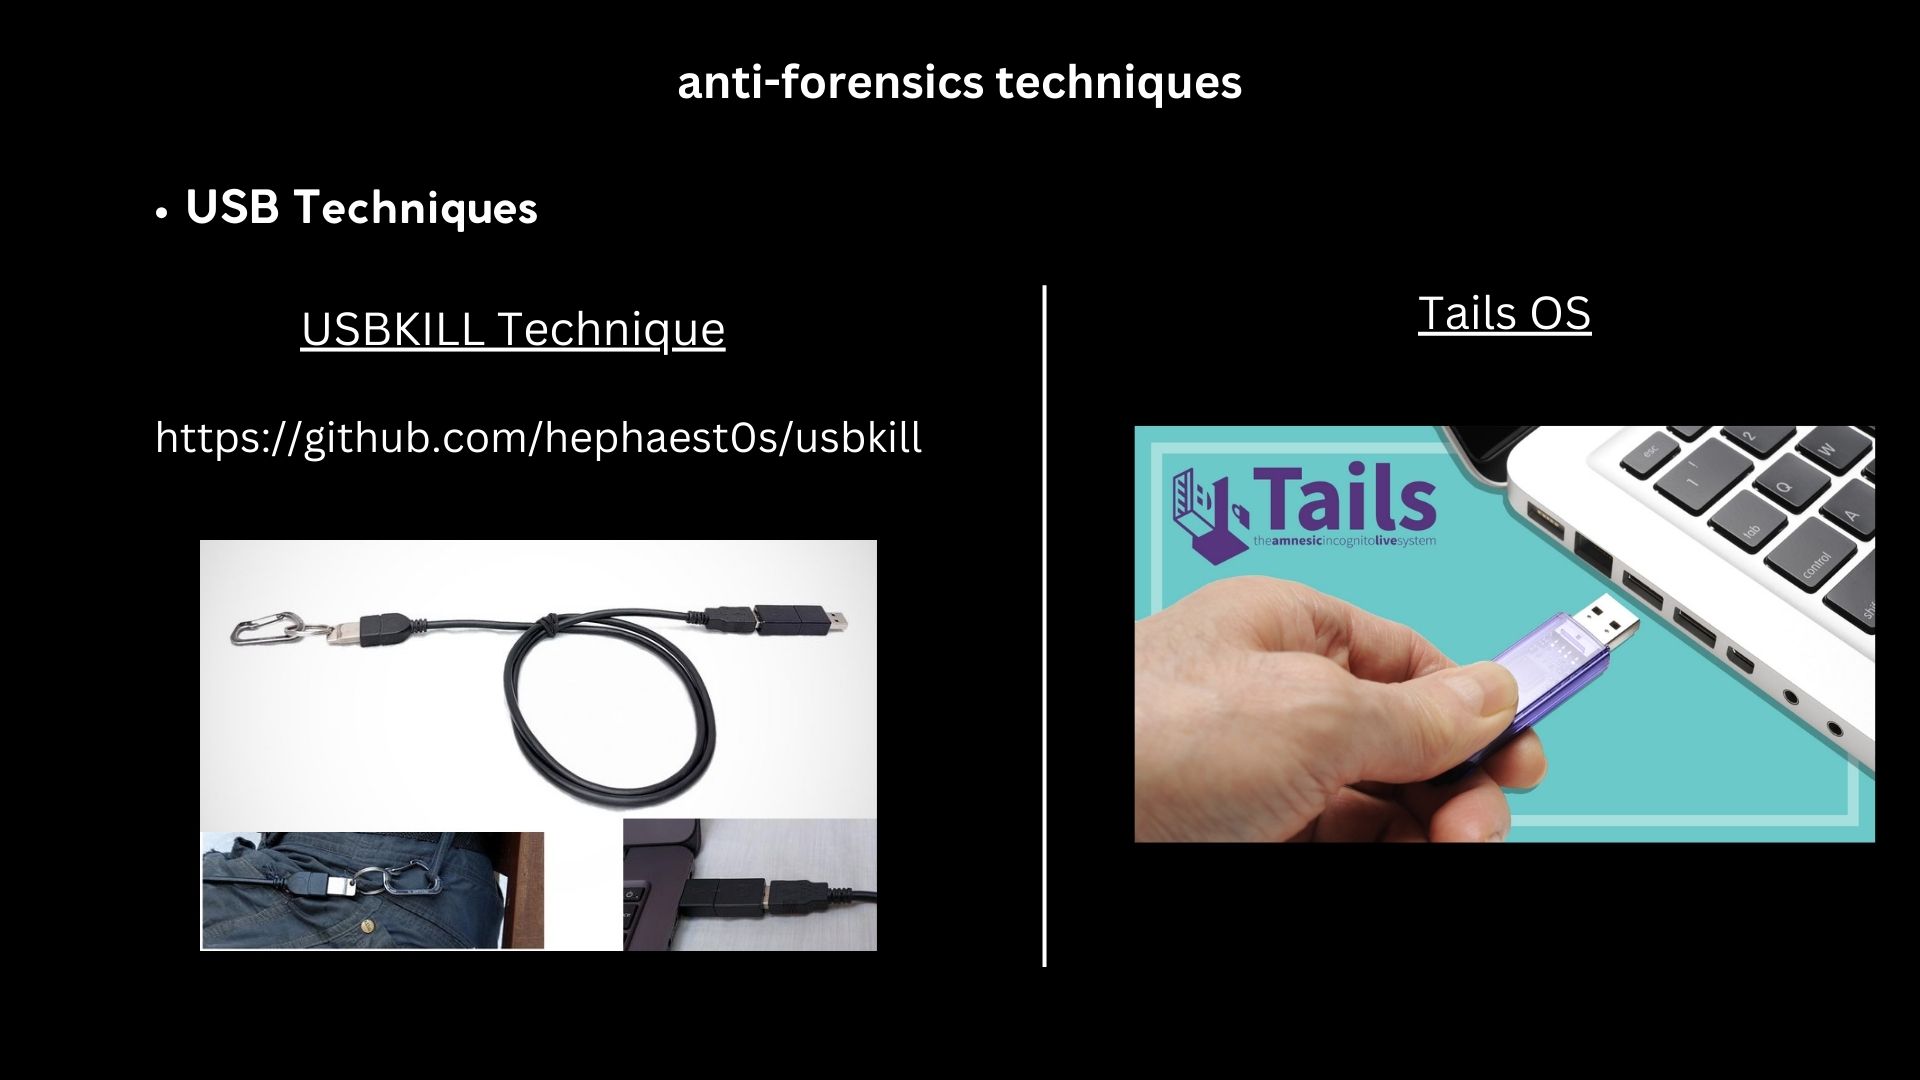 anti-forensics techniques
• USB Techniques
USBKILL Technique
https://github.com/hephaest0s/usbkill
Tails OS
Tails
theamnesicincognitolivesystem
esc
1
2
Q
W
tab
A
control